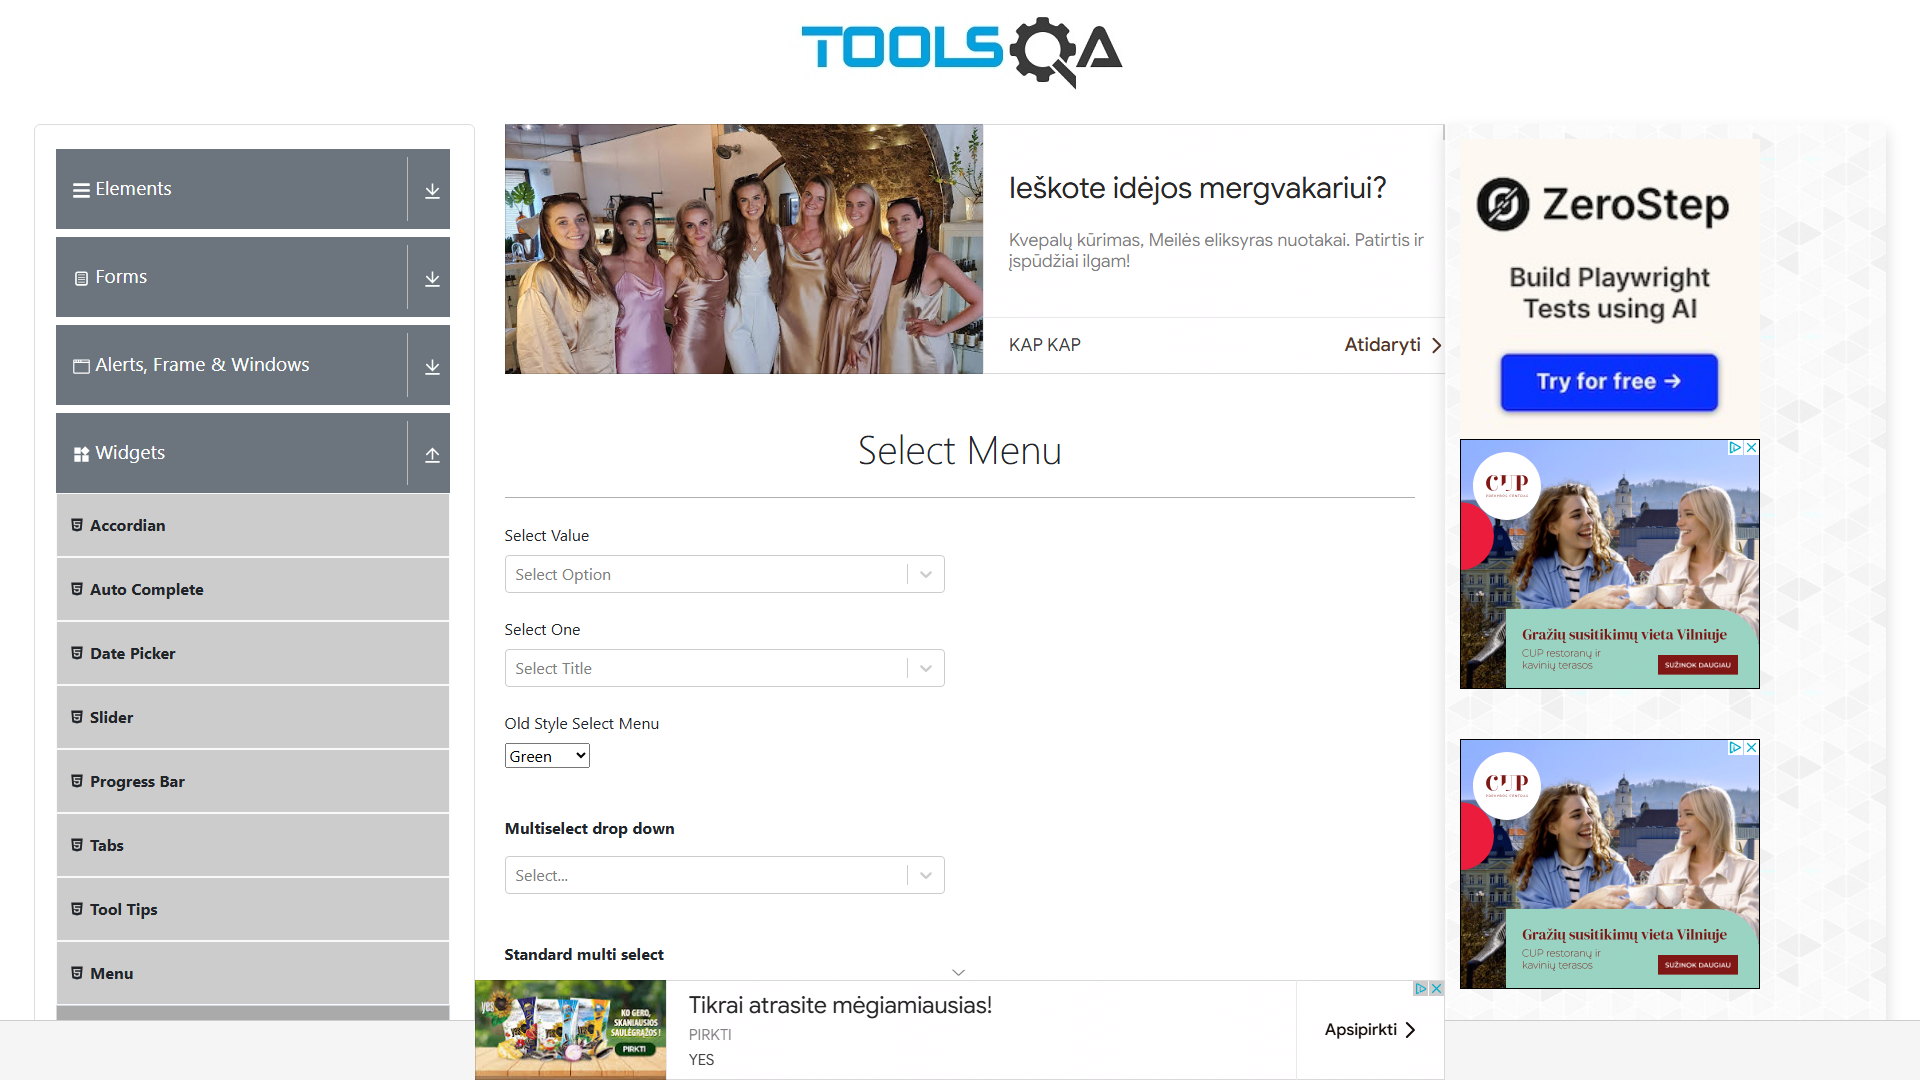 TOOLSQA
Elements
Forms
Alerts, Frame & Windows
Widgets
Accordian
Auto Complete
Date Picker
Slider
Progress Bar
Tabs
Tool Tips
Menu
Ieškote idėjos mergvakariui?
Kvepalų kūrimas, Meilės eliksyras nuotakai. Patirtis ir
įspūdžiai ilgam!
KAP KAP
Atidaryti
Select Menu
Select Value
Select Option
Select One
Select Title
Old Style Select Menu
Green
Multiselect drop down
Select...
Standard multi select
ZeroStep
Build Playwright
Tests using AI
Try for free →
CUP
Gražių susitikimų vieta Vilniuje
CUP restoranų ir
kavinių terasos
SUŽINOK DAUGIAU
CUP
Gražių susitikimų vieta Vilniuje
CUP restoranų ir
kavinių terasos
SUŽINOK DAUGIAU
yes
KO GERO,
SKANIAUSIOS
SAULĖGRĄŽOS!
PIRKTI
Tikrai atrasite mėgiamiausias!
PIRKTI
YES
Apsipirkti